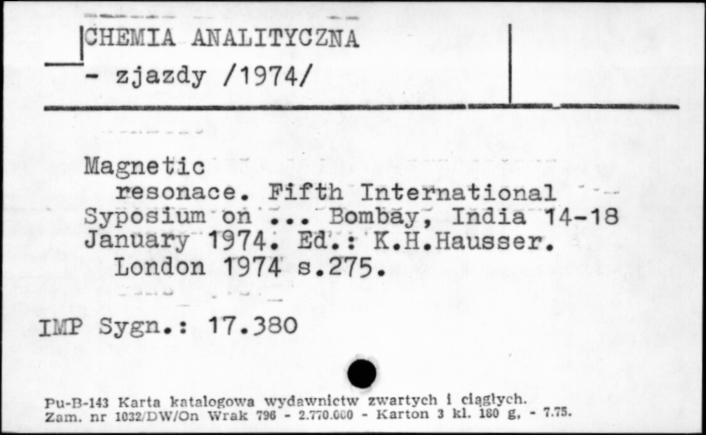 CHEMIA ANALITYCZNA
- zjazdy /1974/
Magnetic
resonace. Fifth International
Syposium on ... Bombay, India 14-18
January 1974. Ed.: K.H.Hausser.
London 1974 s.275.
IMP Sygn.: 17.380
Pu-B-143 Karta katalogowa wydawnictw zwartych i ciągłych.
Zam. nr 1032/DW/On Wrak 796 - 2.770.000 - Karton 3 kl. 180 g, - 7.75.